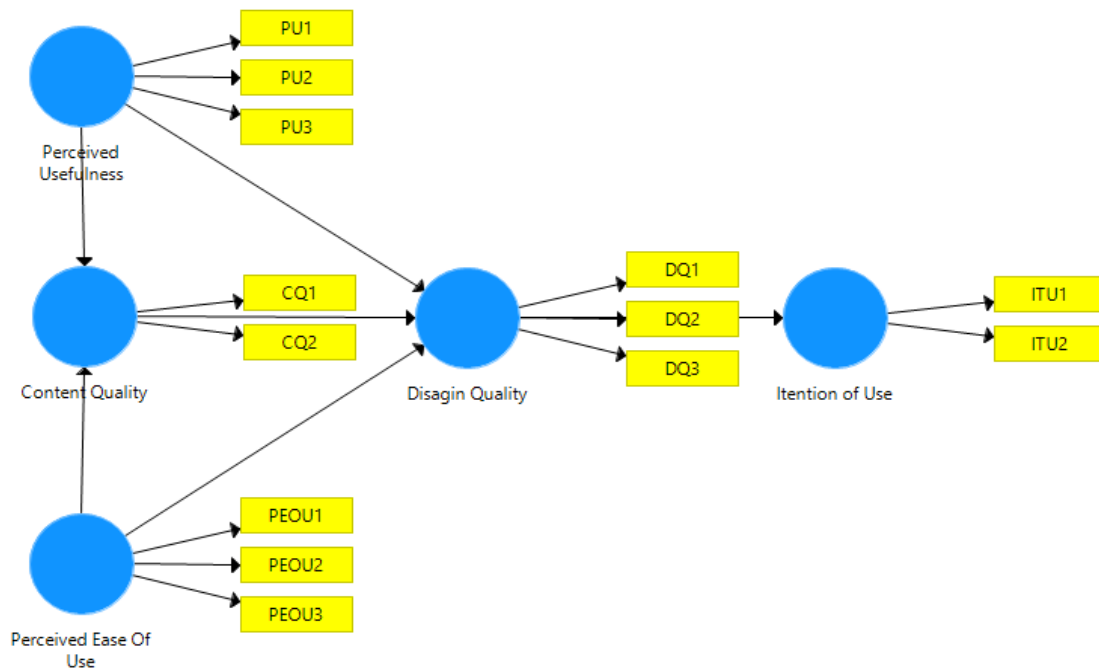 PU1
PU2
PU3
Perceived
Usefulness
CQ1
CQ2
Content Quality
DQ1
DQ2
DQ3
Disagin Quality
ITU1
ITU2
Itention of Use
PEOU1
PEOU2
PEOU3
Perceived Ease Of
Use